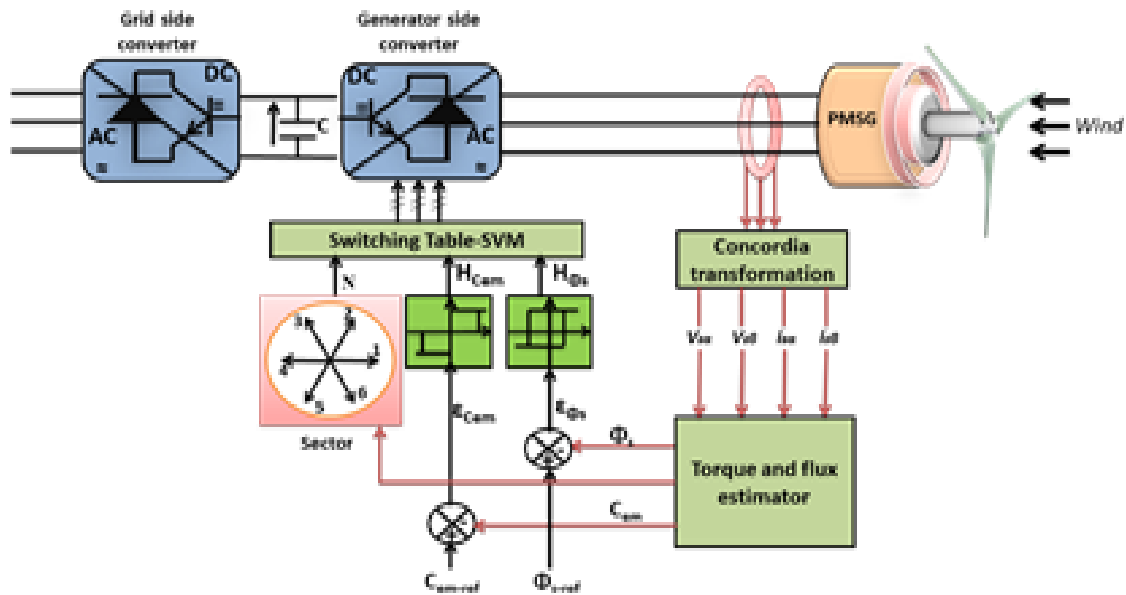 Grid side
converter
Generator side
converter
DC
AC
C
DC
AC
PMSG
Wind
Switching Table-SVM
Concordia
transformation
N
H_Cem
H_Φs
3
2
1
4
5
6
Sector
V_sα
V_sβ
i_sα
i_sβ
ε_Cem
ε_Φs
Φ_s
Torque and flux
estimator
C_em
C_em-ref
Φ_s-ref